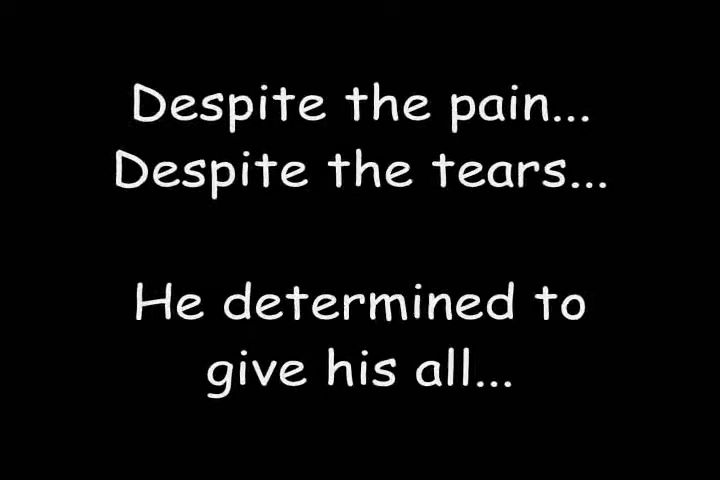 Despite the pain...
Despite the tears...
He determined to
give his all...